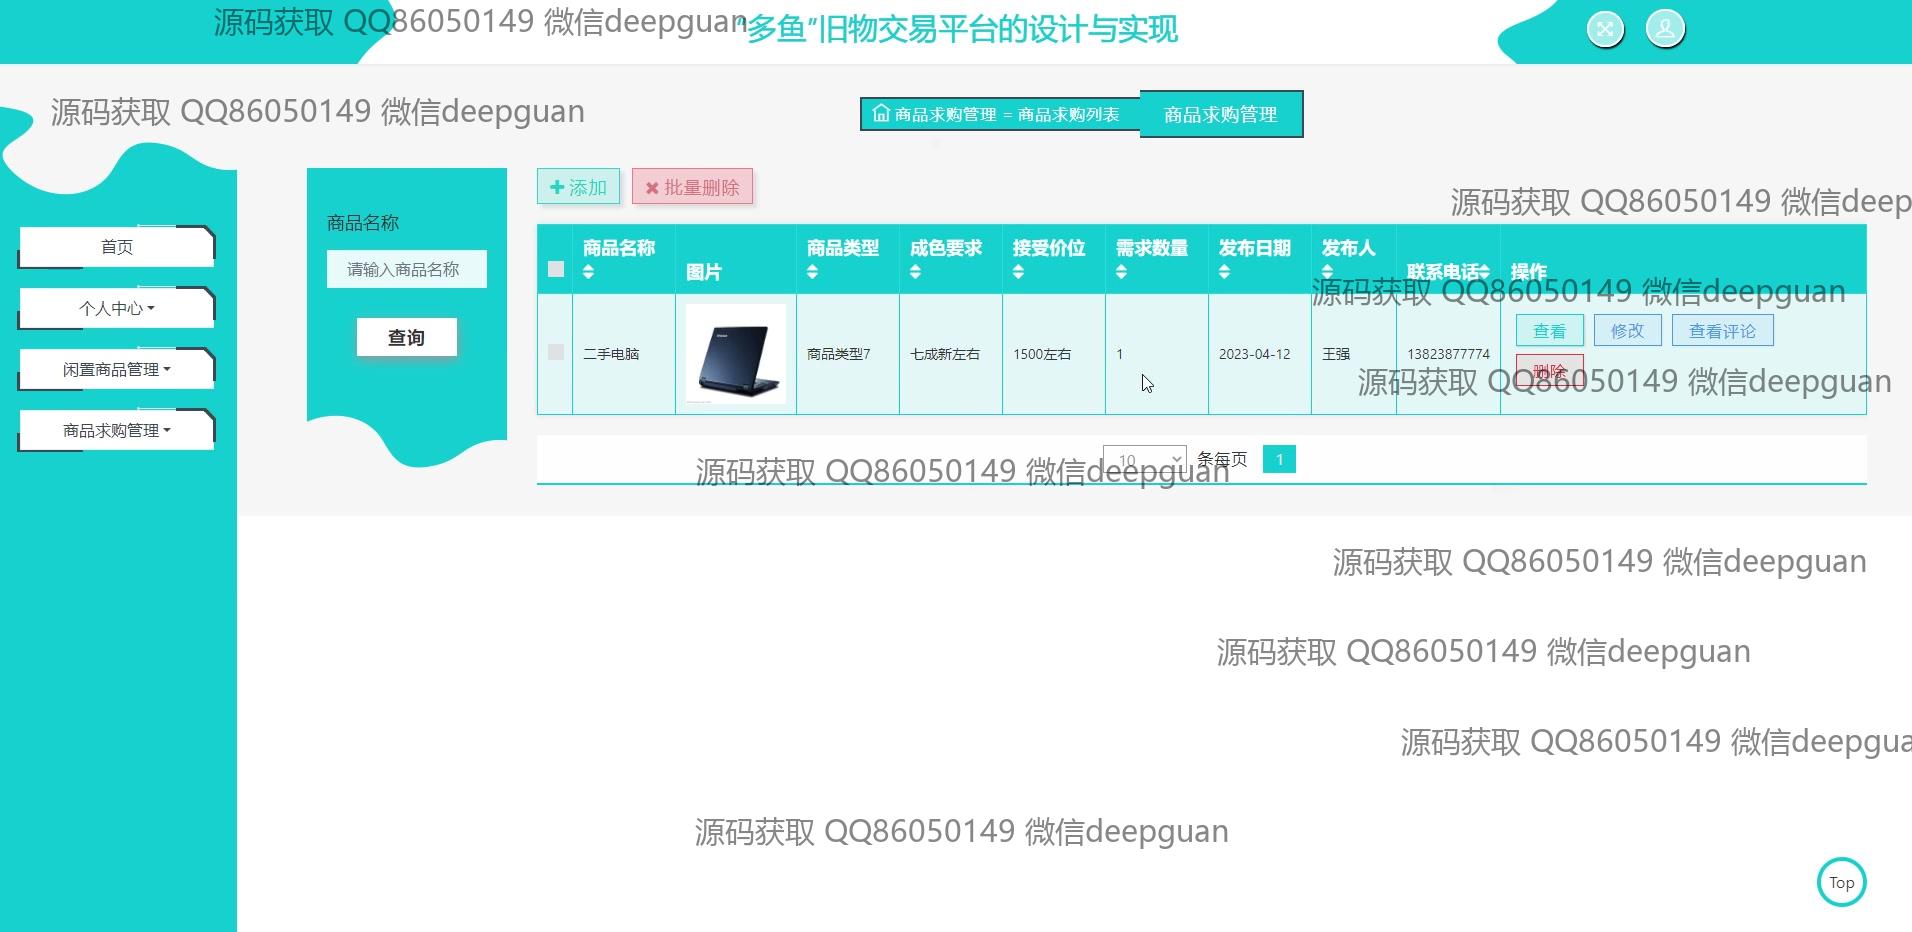 源码获取 QQ86050149 微信deepguan
“多鱼”旧物交易平台的设计与实现
源码获取 QQ86050149 微信deepguan
商品求购管理 = 商品求购列表
商品求购管理
首页
个人中心
闲置商品管理
商品求购管理
商品名称
请输入商品名称
查询
添加
批量删除
源码获取 QQ86050149 微信deep
商品名称
图片
商品类型
成色要求
接受价位
需求数量
发布日期
发布人
联系电话
操作
源码获取 QQ86050149 微信deepguan
二手电脑
商品类型7
七成新左右
1500左右
1
2023-04-12
王强
13823877774
查看
修改
查看评论
删除
源码获取 QQ86050149 微信deepguan
10
条每页
1
源码获取 QQ86050149 微信deepguan
源码获取 QQ86050149 微信deepguan
源码获取 QQ86050149 微信deepguan
源码获取 QQ86050149 微信deepgua
源码获取 QQ86050149 微信deepguan
Top